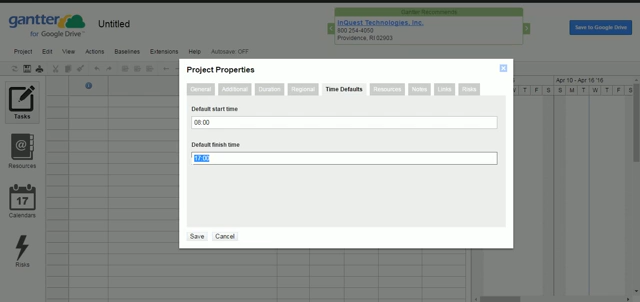 gantter
for Google Drive
Untitled
Gantter Recommends
InQuest Technologies, Inc.
800 254-4050
Providence, RI 02903
Save to Google Drive
Project Edit View Actions Baselines Extensions Help Autosave: OFF
Tasks
Resources
17
Calendars
Risks
Project Properties
General Additional Duration Regional Time Defaults Resources Notes Links Risks
Default start time
08:00
Default finish time
17:00
Save Cancel
Apr 10 - Apr 16 '16
T F S S M T W T F S